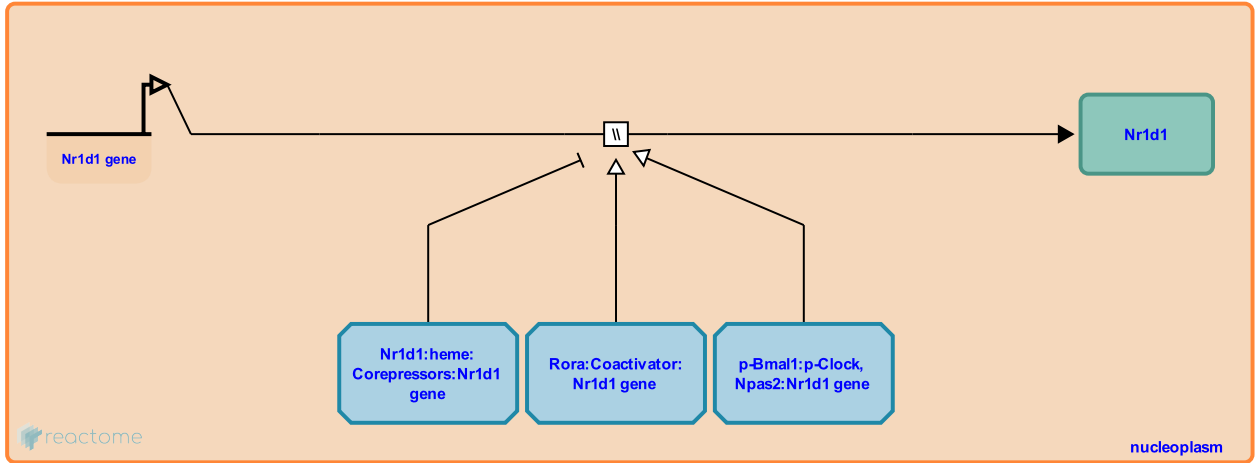 Nr1d1 gene
\\
Nr1d1
Nr1d1:heme:
Corepressors:Nr1d1
gene
Rora:Coactivator:
Nr1d1 gene
p-Bmal1:p-Clock,
Npas2:Nr1d1 gene
reactome
nucleoplasm